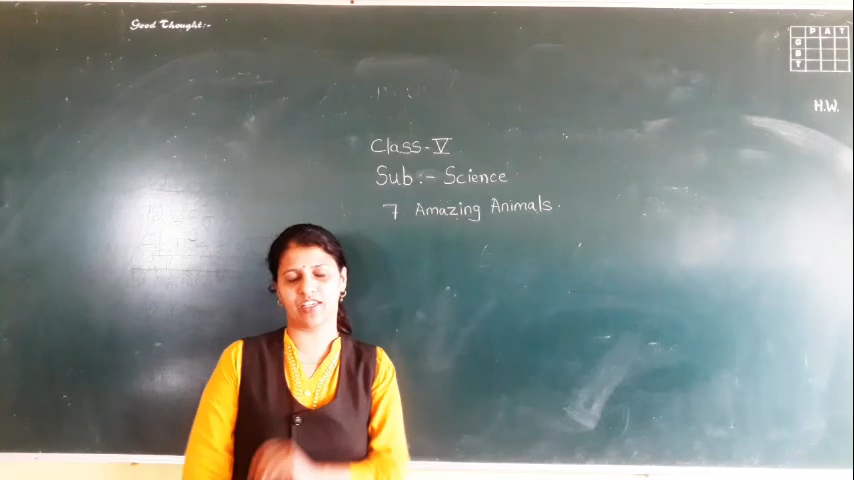 Good Thought:-
P A T
G
B
T
H.W.
Class-V
Sub:- Science
7 Amazing Animals.